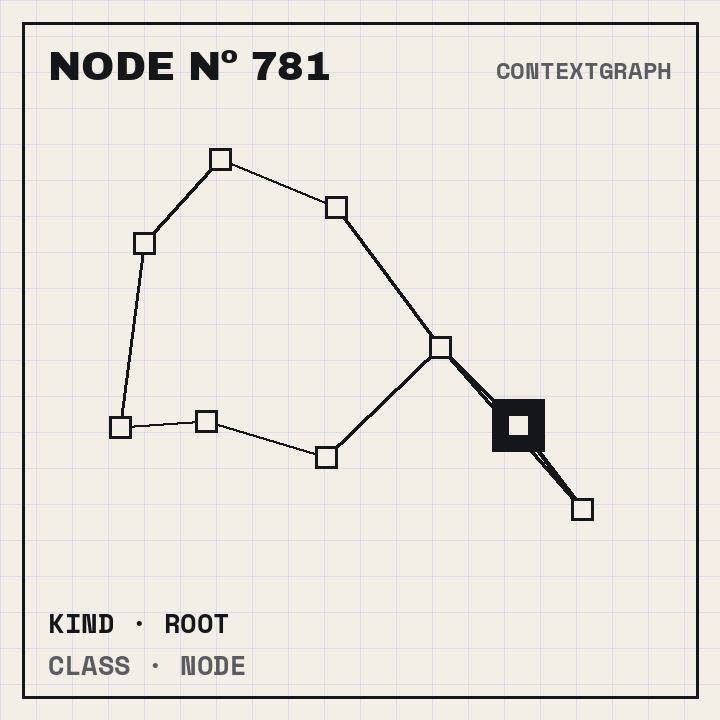 NODE Nº 781
CONTEXTGRAPH
KIND · ROOT
CLASS · NODE